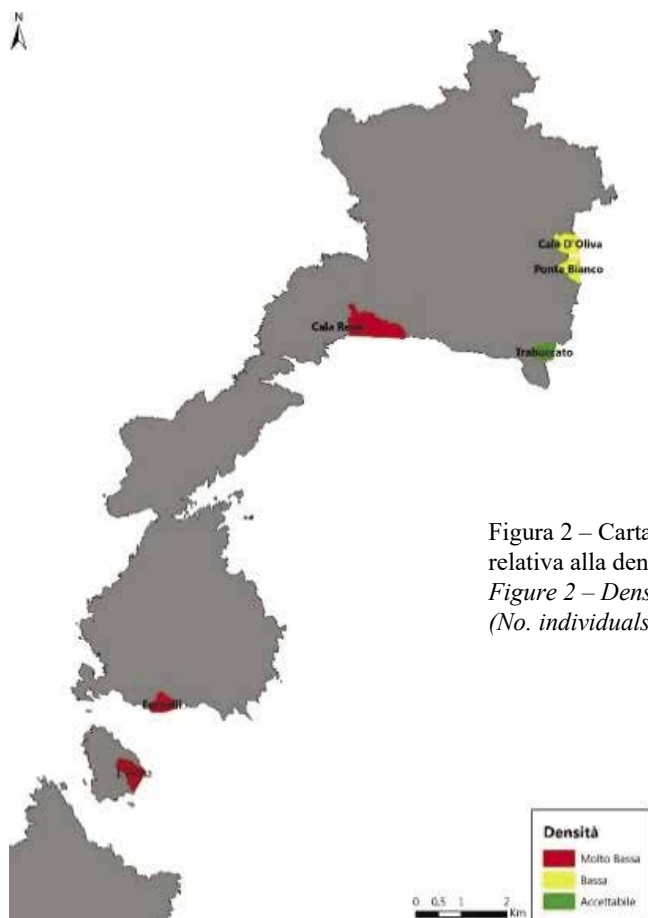 N
Cala D'Oliva
Ponte Bianco
Cala
Trabuccato
Figura 2 – Carta
relativa alla den
Figure 2 – Dens
(No. individuals
Densità
Molto Bassa
Bassa
Accettabile
0 0,5 1 2
Km